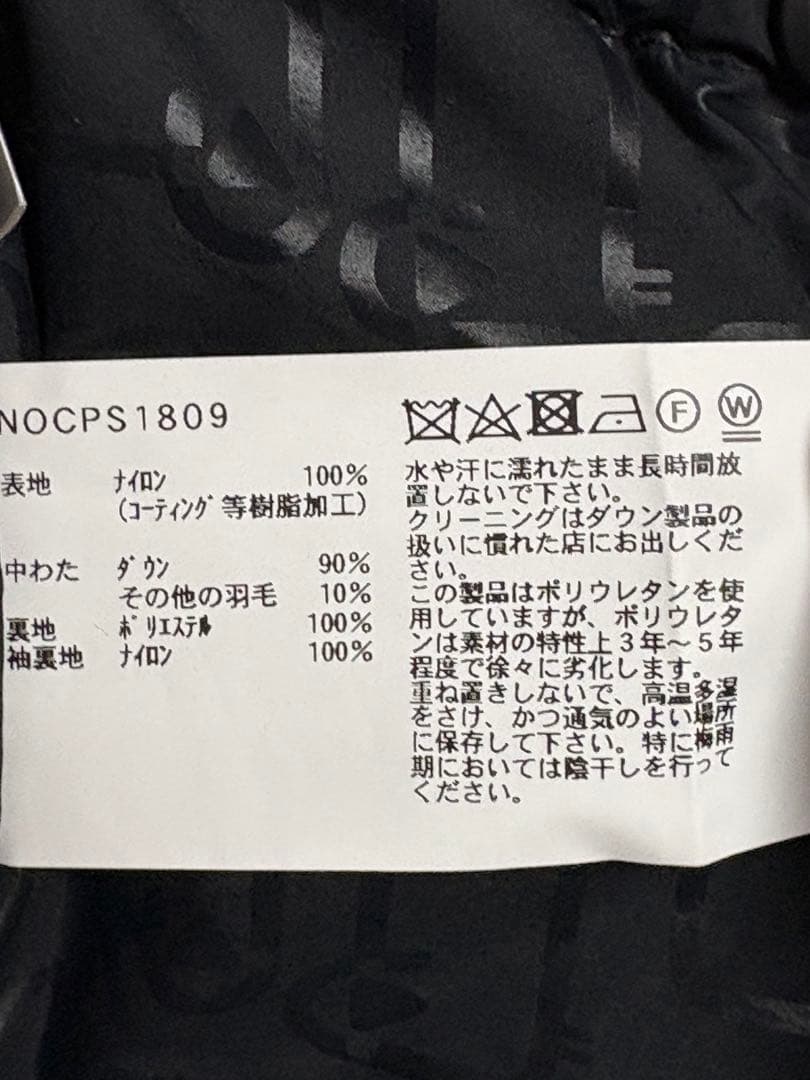 NOCPS1809
表地 ナイロン 100%
(コーティング等樹脂加工)
中わた ダウン 90%
その他の羽毛 10%
裏地 ポリエステル 100%
袖裏地 ナイロン 100%
F
W
水や汗に濡れたまま長時間放
置しないで下さい。
クリーニングはダウン製品の
扱いに慣れた店にお出しくだ
さい。
この製品はポリウレタンを使
用していますが、ポリウレタ
ンは素材の特性上3年〜5年
程度で徐々に劣化します。
重ね置きしないで、高温多湿
をさけ、かつ通気のよい場所
に保存して下さい。特に梅雨
期においては陰干しを行って
ください。